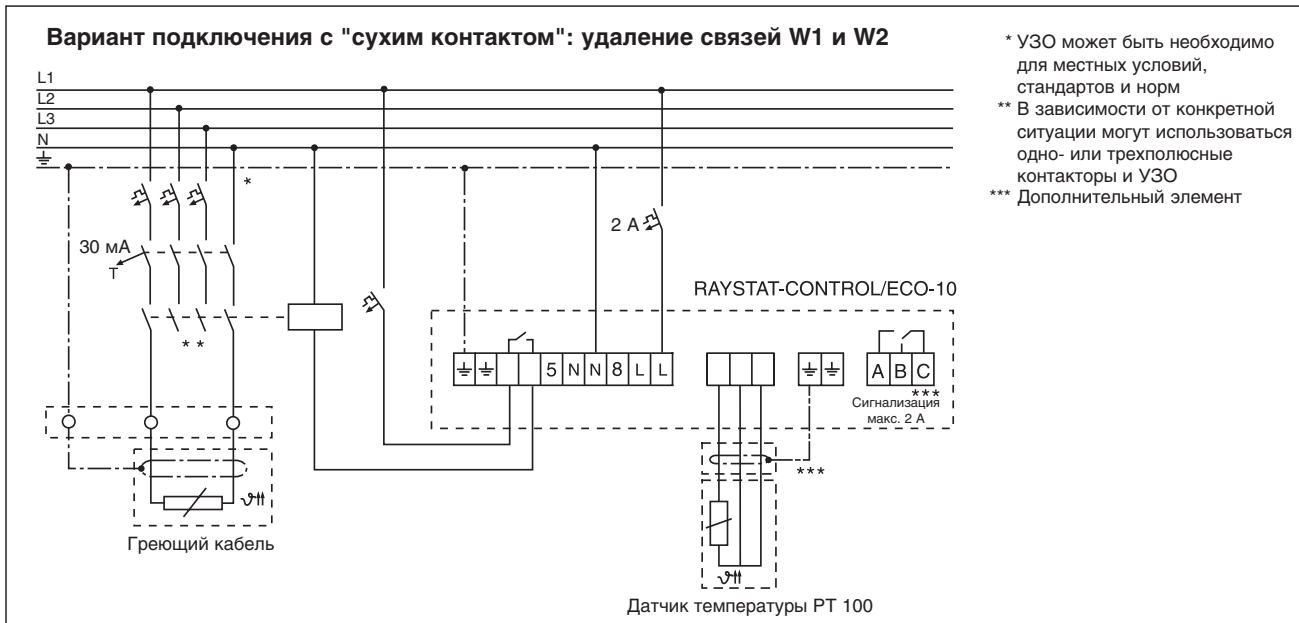 Вариант подключения с "сухим контактом": удаление связей W1 и W2
* УЗО может быть необходимо
для местных условий,
стандартов и норм
** В зависимости от конкретной
ситуации могут использоваться
одно- или трехполюсные
контакторы и УЗО
*** Дополнительный элемент
L1
L2
L3
N
*
30 мА
T
2 А
RAYSTAT-CONTROL/ECO-10
* *
5 N N 8 L L
A B C
***
Сигнализация
макс. 2 А
***
ϑ
Греющий кабель
ϑ
Датчик температуры PT 100